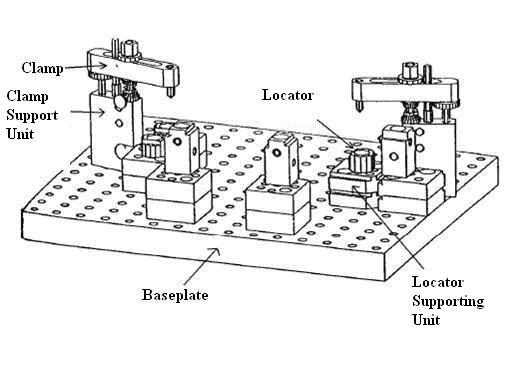 Clamp
Clamp
Support
Unit
Locator
Baseplate
Locator
Supporting
Unit